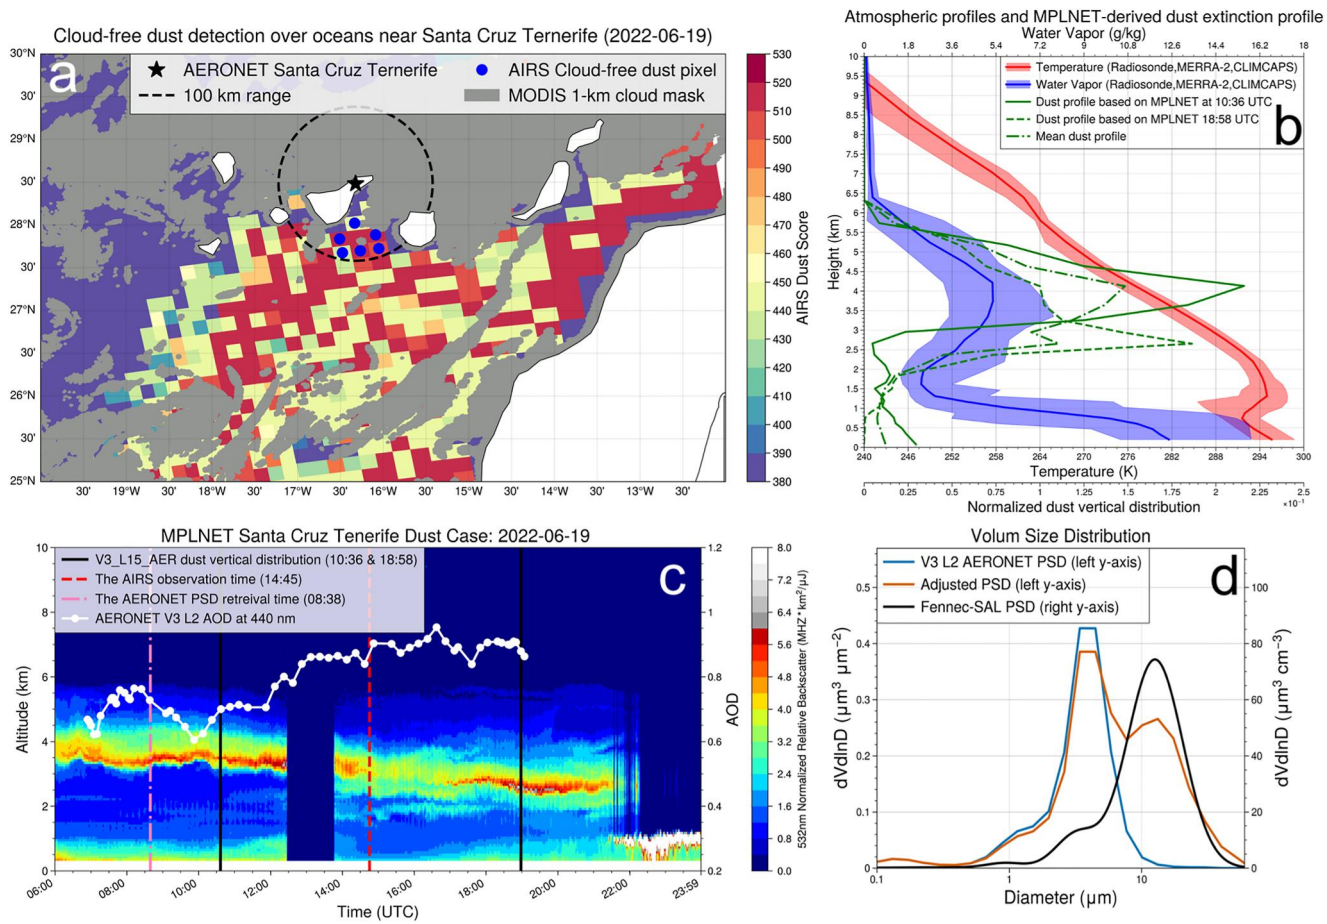 Cloud-free dust detection over oceans near Santa Cruz Ternerife (2022-06-19)
a
AERONET Santa Cruz Ternerife
AIRS Cloud-free dust pixel
100 km range
MODIS 1-km cloud mask
30°N
30'
29°N
30'
28°N
30'
27°N
30'
26°N
30'
25°N
30'
19°W
30'
18°W
30'
17°W
30'
16°W
30'
15°W
30'
14°W
30'
13°W
30'
530
520
510
500
490
480
470
460
450
440
430
420
410
400
390
380
AIRS Dust Score
Atmospheric profiles and MPLNET-derived dust extinction profile
Water Vapor (g/kg)
0 1.8 3.6 5.4 7.2 9 10.8 12.6 14.4 16.2 18
b
Temperature (Radiosonde,MERRA-2,CLIMCAPS)
Water Vapor (Radiosonde,MERRA-2,CLIMCAPS)
Dust profile based on MPLNET at 10:36 UTC
Dust profile based on MPLNET 18:58 UTC
Mean dust profile
Height (km)
10
9.5
9
8.5
8
7.5
7
6.5
6
5.5
5
4.5
4
3.5
3
2.5
2
1.5
1
0.5
0
240 246 252 258 264 270 276 282 288 294 300
Temperature (K)
0 0.25 0.5 0.75 1 1.25 1.5 1.75 2 2.25 2.5
×10⁻¹
Normalized dust vertical distribution
MPLNET Santa Cruz Tenerife Dust Case: 2022-06-19
c
V3_L15_AER dust vertical distribution (10:36 & 18:58)
The AIRS observation time (14:45)
The AERONET PSD retreival time (08:38)
AERONET V3 L2 AOD at 440 nm
Altitude (km)
10
8
6
4
2
0
06:00 08:00 10:00 12:00 14:00 16:00 18:00 20:00 22:00 23:59
Time (UTC)
1.2
1
0.8
0.6
0.4
0.2
AOD
8.0
7.2
6.4
5.6
4.8
4.0
3.2
2.4
1.6
0.8
0.0
532nm Normalized Relative Backscatter (MHZ * km²/μJ)
Volum Size Distribution
d
V3 L2 AERONET PSD (left y-axis)
Adjusted PSD (left y-axis)
Fennec-SAL PSD (right y-axis)
dVdlnD (μm³ μm⁻²)
0.5
0.4
0.3
0.2
0.1
0
0.1 1 10
Diameter (μm)
100
80
60
40
20
0
dVdlnD (μm³ cm⁻³)